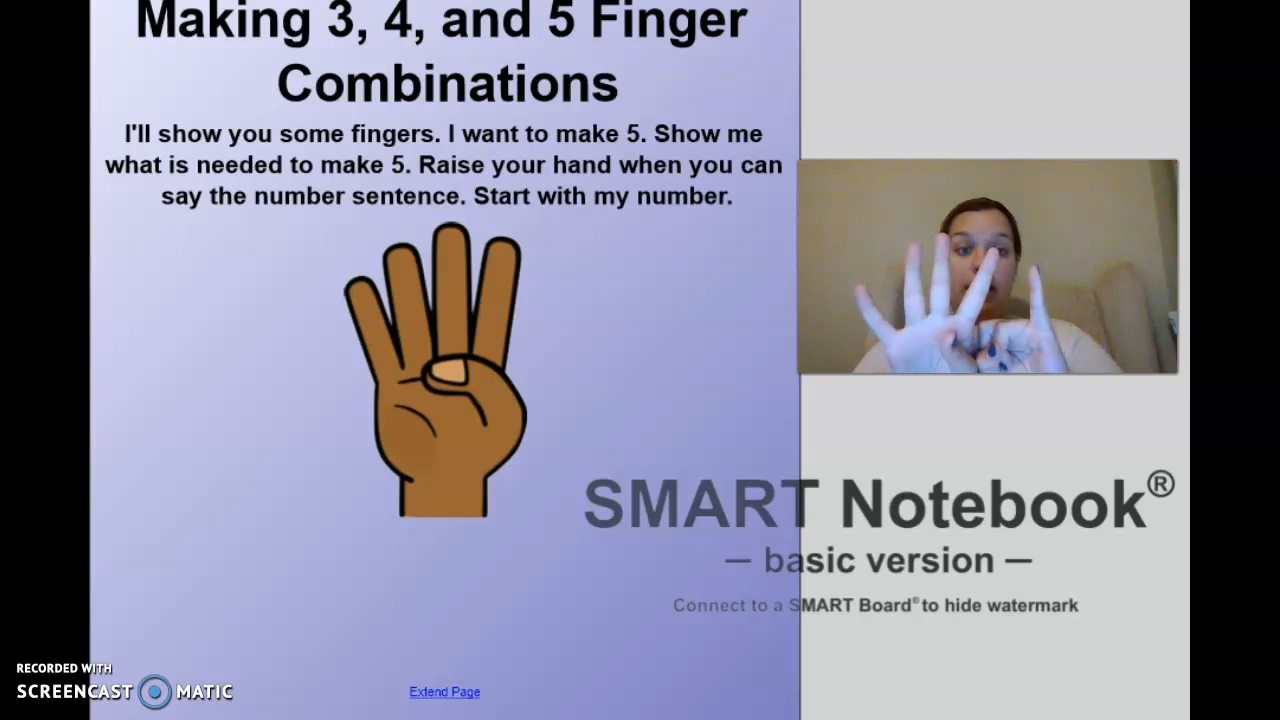 Making 3, 4, and 5 Finger
Combinations
I'll show you some fingers. I want to make 5. Show me
what is needed to make 5. Raise your hand when you can
say the number sentence. Start with my number.
SMART Notebook®
— basic version —
Connect to a SMART Board® to hide watermark
Extend Page
RECORDED WITH
SCREENCAST MATIC